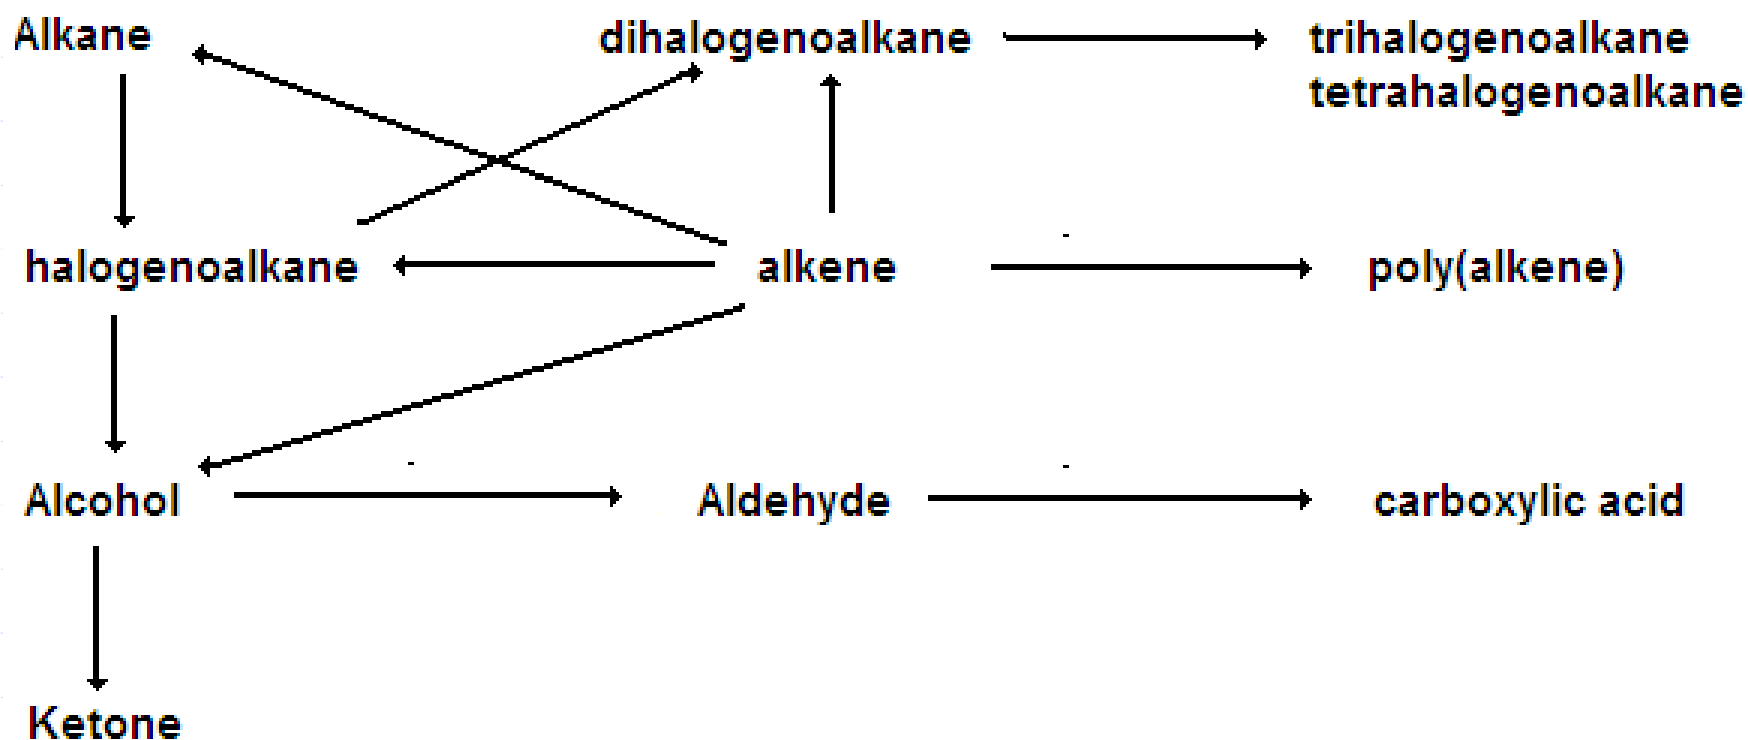 Alkane
dihalogenoalkane
trihalogenoalkane
tetrahalogenoalkane
halogenoalkane
alkene
poly(alkene)
Alcohol
Aldehyde
carboxylic acid
Ketone